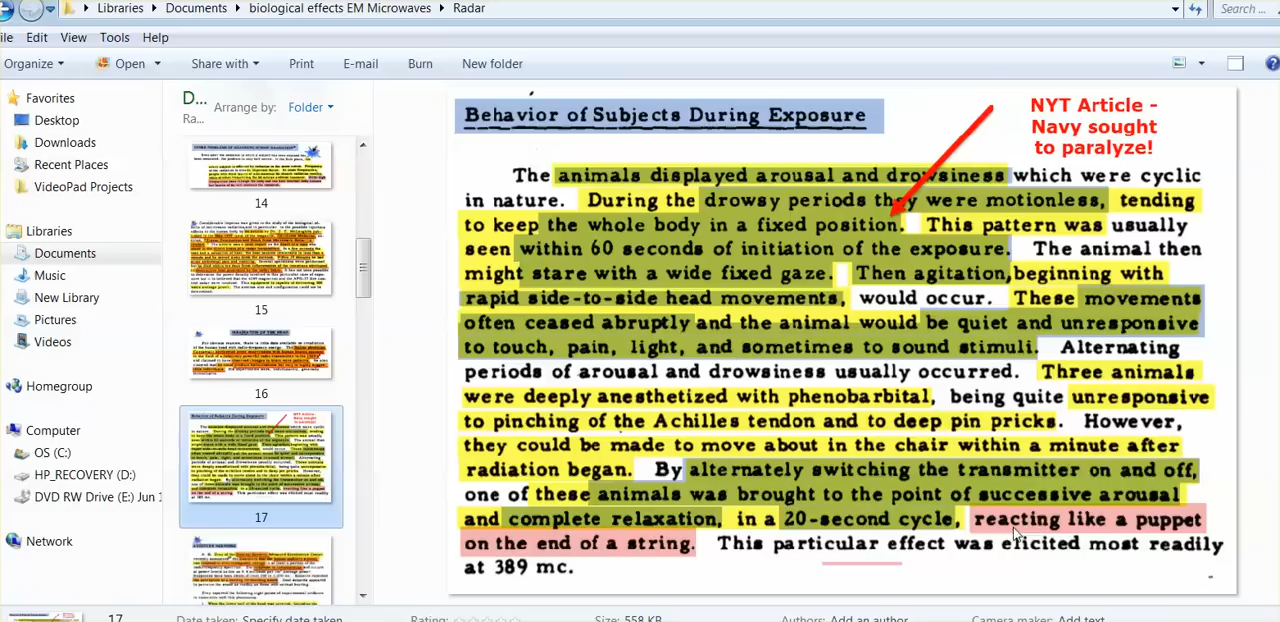 Libraries ▸ Documents ▸ biological effects EM Microwaves ▸ Radar
Search ...
ile Edit View Tools Help
Organize Open Share with Print E-mail Burn New folder
Favorites
Desktop
Downloads
Recent Places
VideoPad Projects
Libraries
Documents
Music
New Library
Pictures
Videos
Homegroup
Computer
OS (C:)
HP_RECOVERY (D:)
DVD RW Drive (E:) Jun 1
Network
D...
Ra...
Arrange by: Folder
14
15
16
17
Behavior of Subjects During Exposure
NYT Article -
Navy sought
to paralyze!
The animals displayed arousal and drowsiness which were cyclic
in nature. During the drowsy periods they were motionless, tending
to keep the whole body in a fixed position. This pattern was usually
seen within 60 seconds of initiation of the exposure. The animal then
might stare with a wide fixed gaze. Then agitation, beginning with
rapid side-to-side head movements, would occur. These movements
often ceased abruptly and the animal would be quiet and unresponsive
to touch, pain, light, and sometimes to sound stimuli. Alternating
periods of arousal and drowsiness usually occurred. Three animals
were deeply anesthetized with phenobarbital, being quite unresponsive
to pinching of the Achilles tendon and to deep pin pricks. However,
they could be made to move about in the chair within a minute after
radiation began. By alternately switching the transmitter on and off,
one of these animals was brought to the point of successive arousal
and complete relaxation, in a 20-second cycle, reacting like a puppet
on the end of a string. This particular effect was elicited most readily
at 389 mc.
17 Date taken: Specify date taken Rating: Size: 558 KB Authors: Add an author Camera maker: Add text